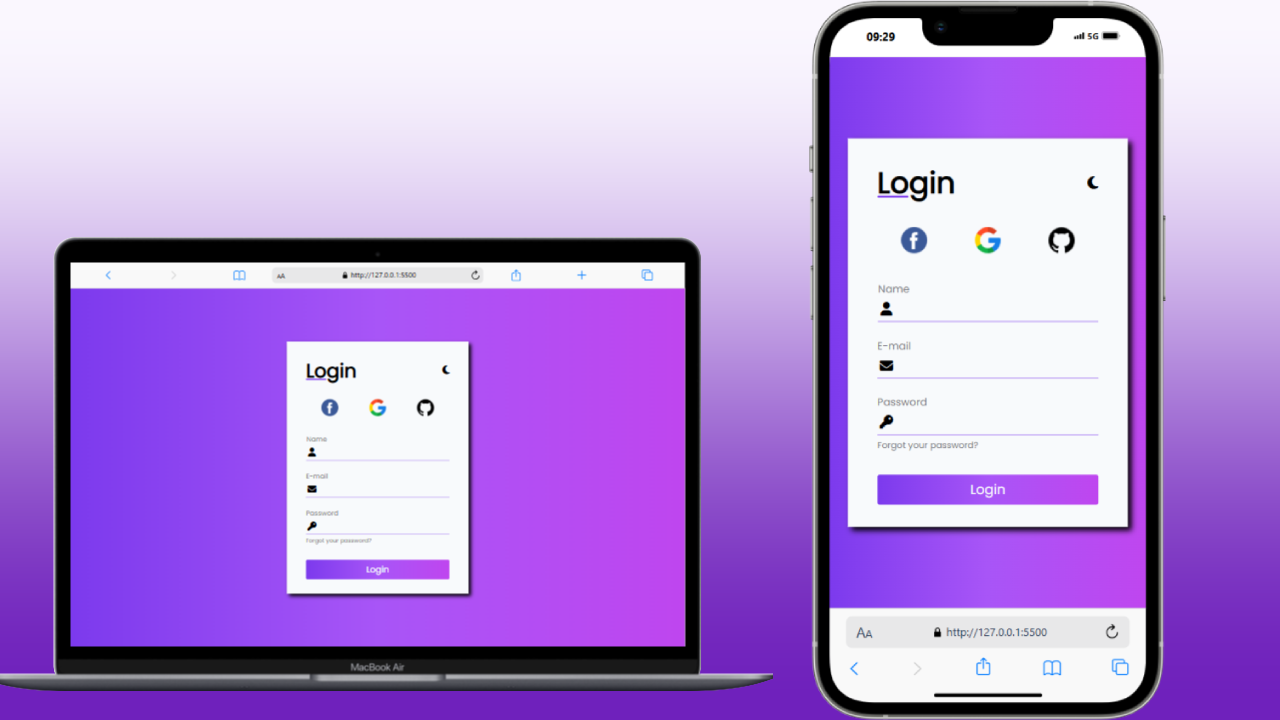 AA http://127.0.0.1:5500
Login
Name
E-mail
Password
Forgot your password?
Login
MacBook Air
09:29
5G
Login
Name
E-mail
Password
Forgot your password?
Login
AA http://127.0.0.1:5500